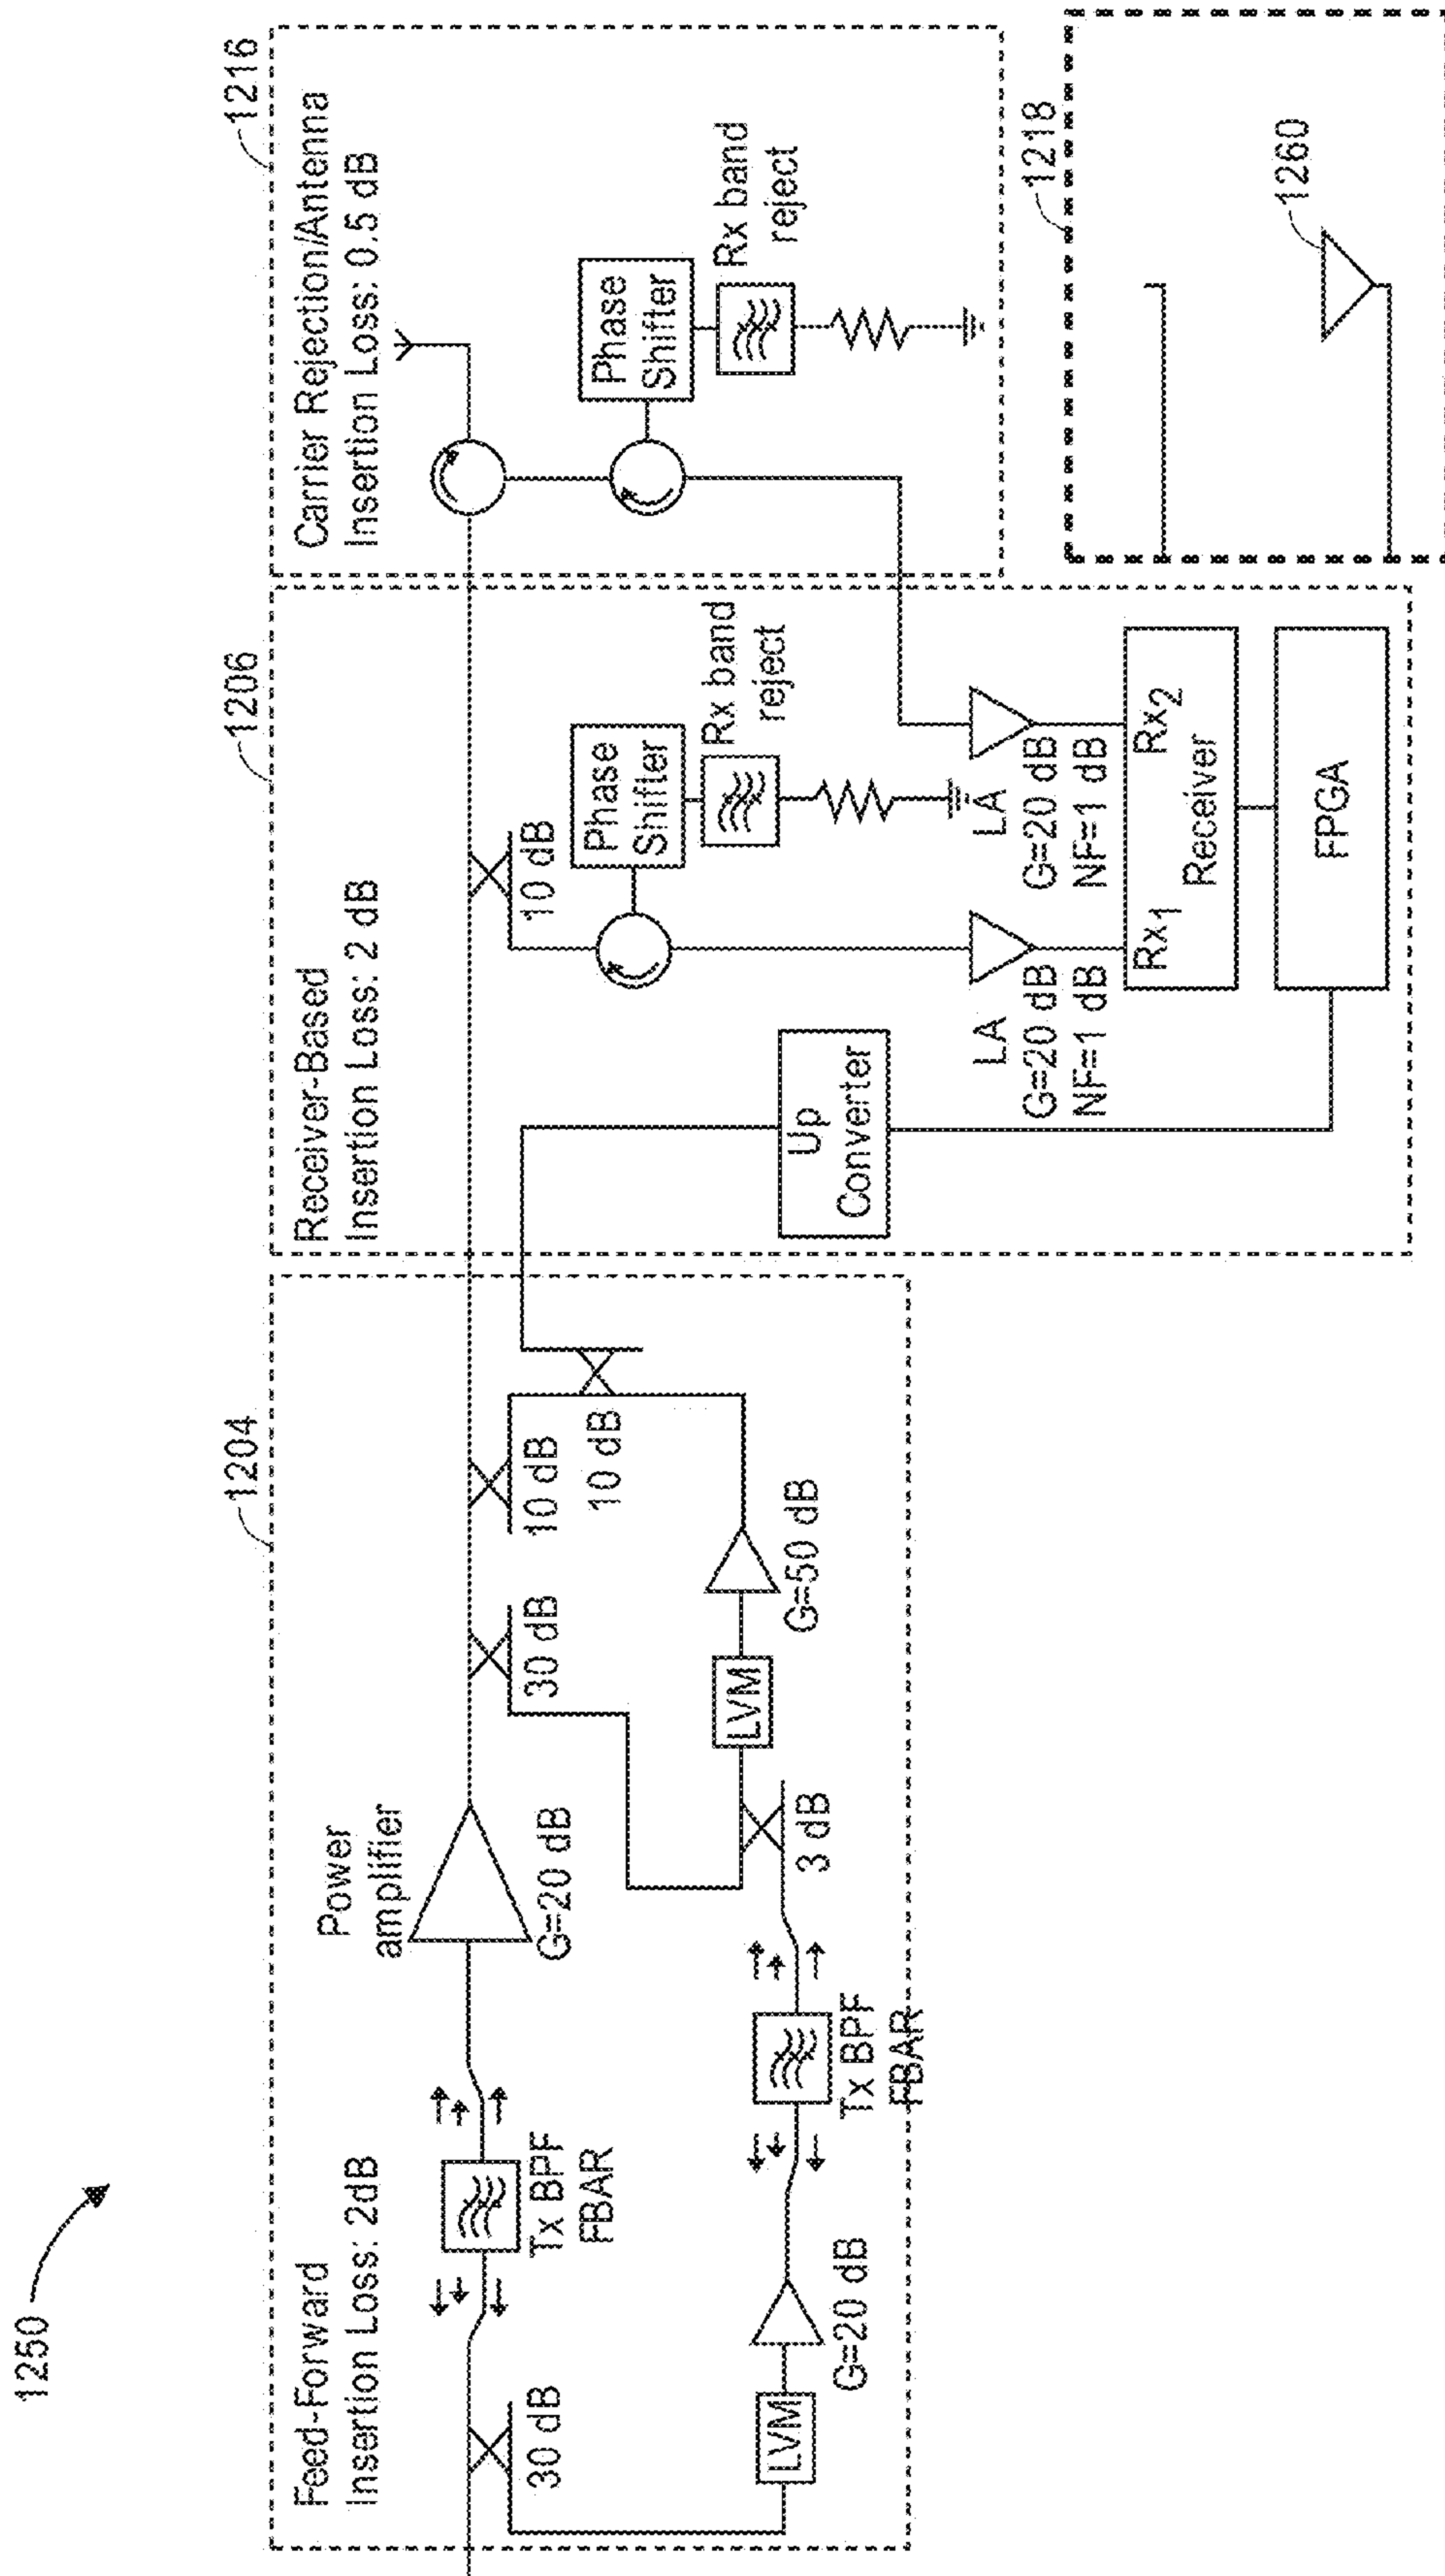 1250
1204
Feed-Forward
Insertion Loss: 2dB
30 dB
LVM
G=20 dB
Tx BPF
FBAR
Tx BPF
FBAR
Power
amplifier
G=20 dB
3 dB
30 dB
LVM
G=50 dB
10 dB
10 dB
1206
Receiver-Based
Insertion Loss: 2 dB
Up
Converter
10 dB
Phase
Shifter
Rx band
reject
LA
G=20 dB
NF=1 dB
LA
G=20 dB
NF=1 dB
Rx1
Rx2
Receiver
FPGA
1216
Carrier Rejection/Antenna
Insertion Loss: 0.5 dB
Phase
Shifter
Rx band
reject
1218
1260